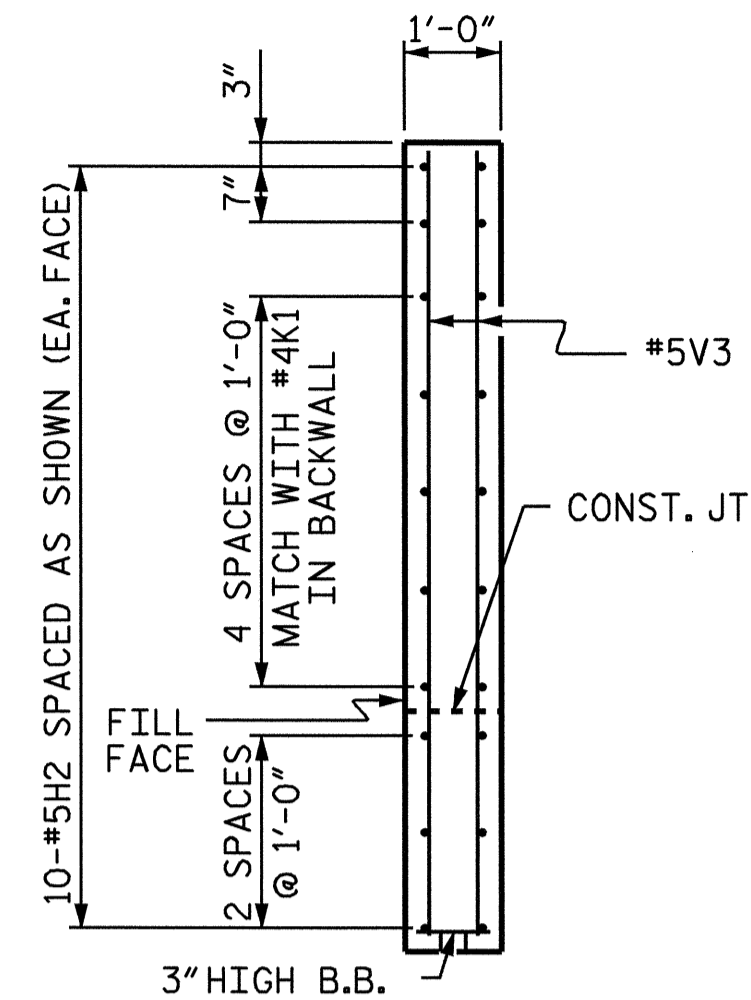 1'-0"
3"
7"
10-#5H2 SPACED AS SHOWN (EA. FACE)
4 SPACES @ 1'-0"
MATCH WITH #4K1
IN BACKWALL
#5V3
CONST. JT
FILL
FACE
2 SPACES
@ 1'-0"
3" HIGH B.B.